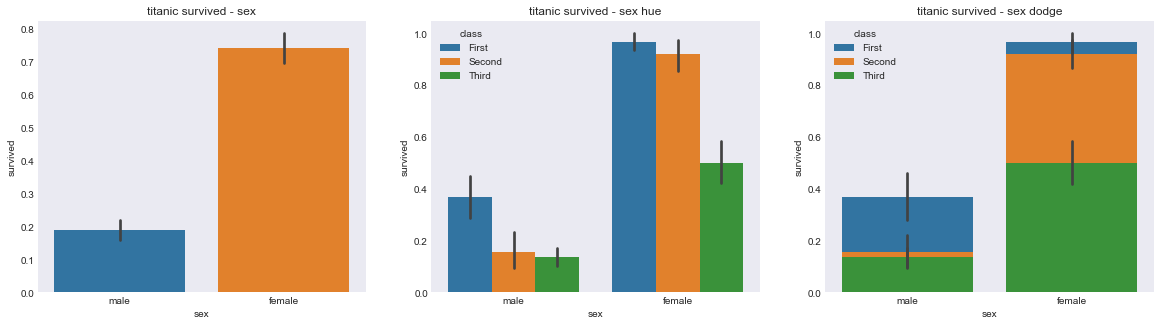 titanic survived - sex
0.8
0.7
0.6
0.5
0.4
0.3
0.2
0.1
0.0
survived
male female
sex
titanic survived - sex hue
class
First
Second
Third
1.0
0.8
0.6
0.4
0.2
0.0
survived
male female
sex
titanic survived - sex dodge
class
First
Second
Third
1.0
0.8
0.6
0.4
0.2
0.0
survived
male female
sex